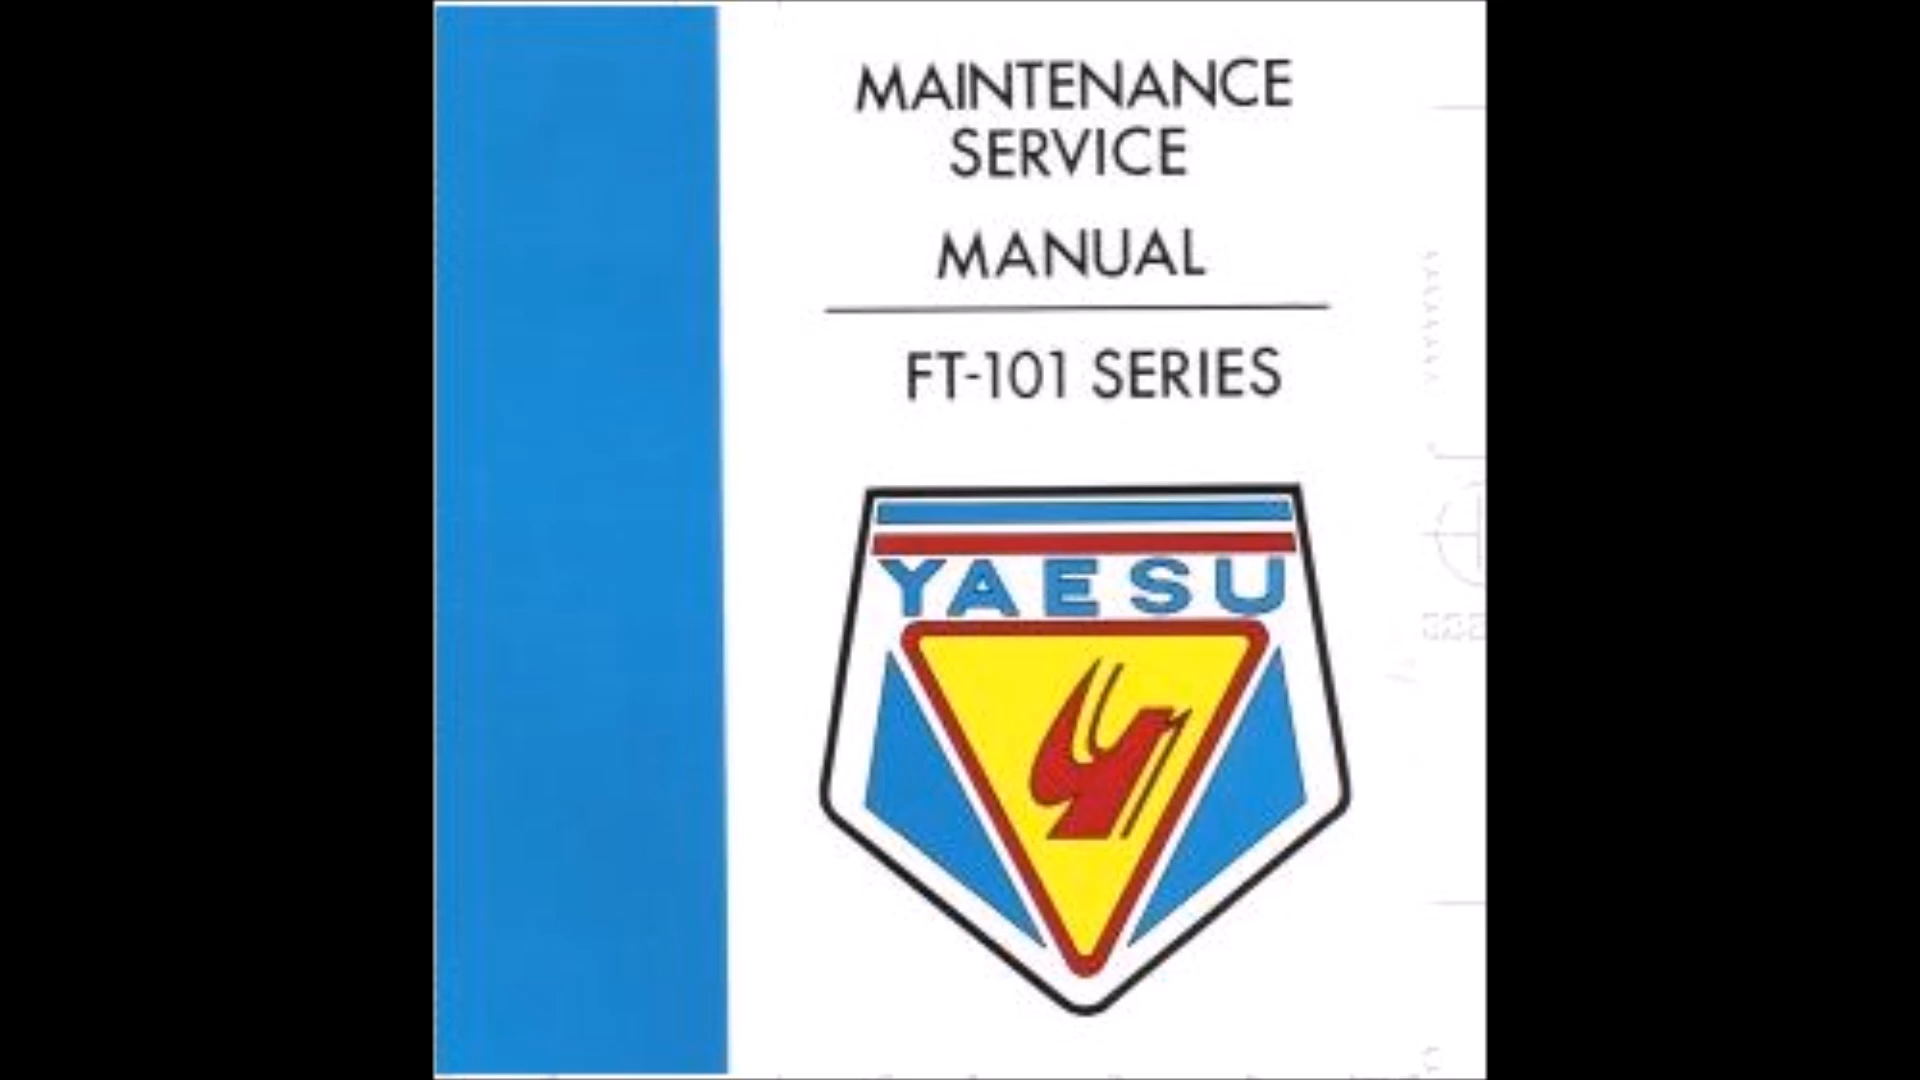 MAINTENANCE
SERVICE
MANUAL
FT-101 SERIES
YAESU